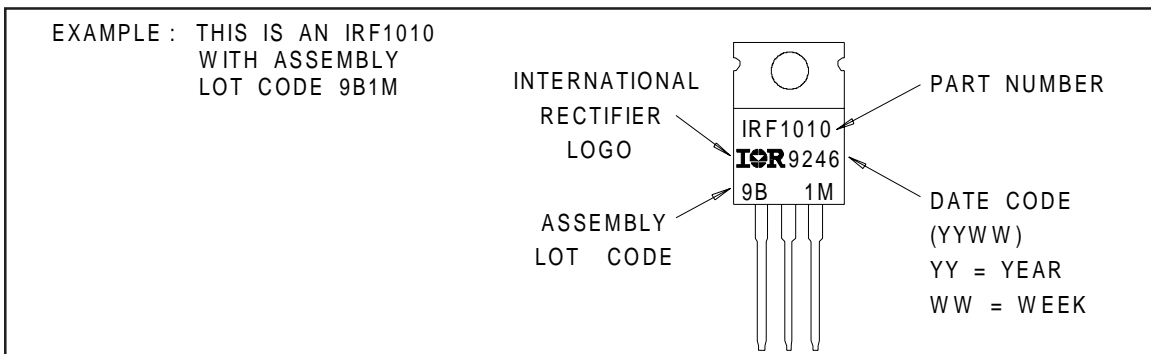 EXAMPLE : THIS IS AN IRF1010
WITH ASSEMBLY
LOT CODE 9B1M
INTERNATIONAL
RECTIFIER
LOGO
ASSEMBLY
LOT CODE
IRF1010
IOR 9246
9B 1M
PART NUMBER
DATE CODE
(YYWW)
YY = YEAR
WW = WEEK